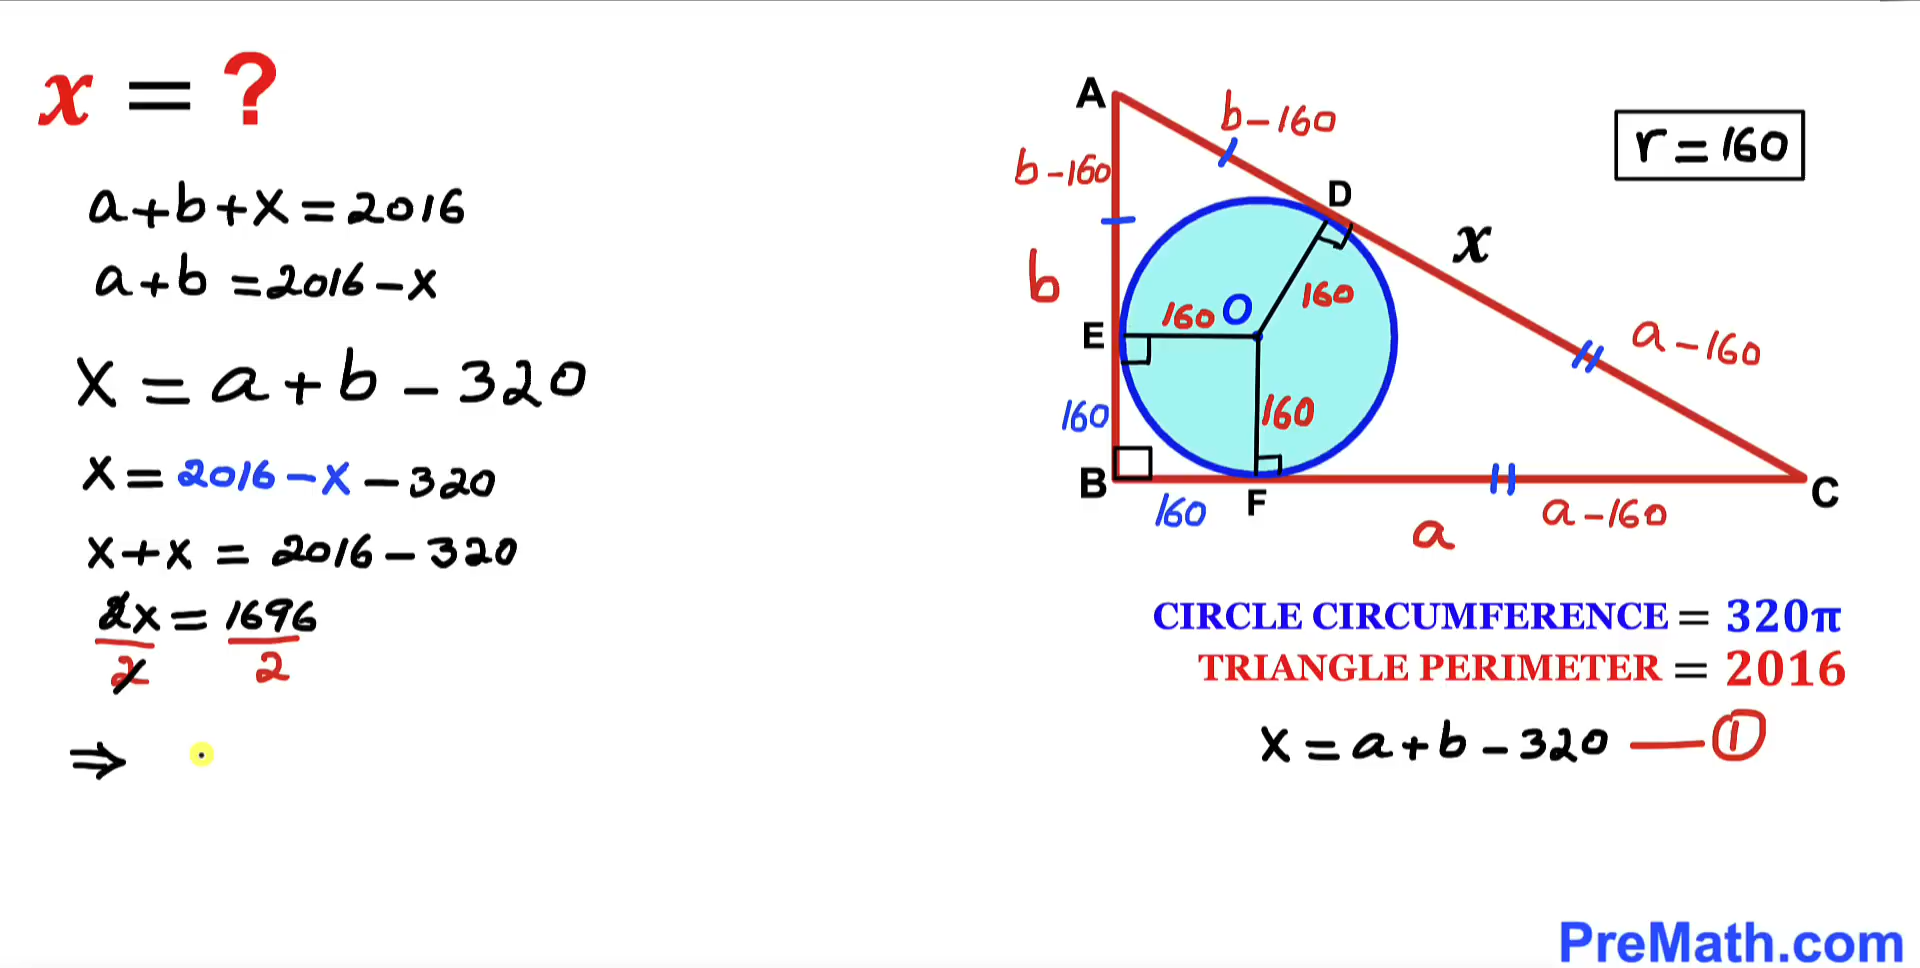 x = ?
a+b+x=2016
a+b =2016-x
x = a+b-320
x=2016-x-320
x+x = 2016-320
2x = 1696
2 2
⇒
A
b-160
r=160
b-160
D
x
b
160
O
160
E
a-160
160
160
B
C
160
F
a
a-160
CIRCLE CIRCUMFERENCE = 320π
TRIANGLE PERIMETER = 2016
x=a+b-320 — ①
PreMath.com